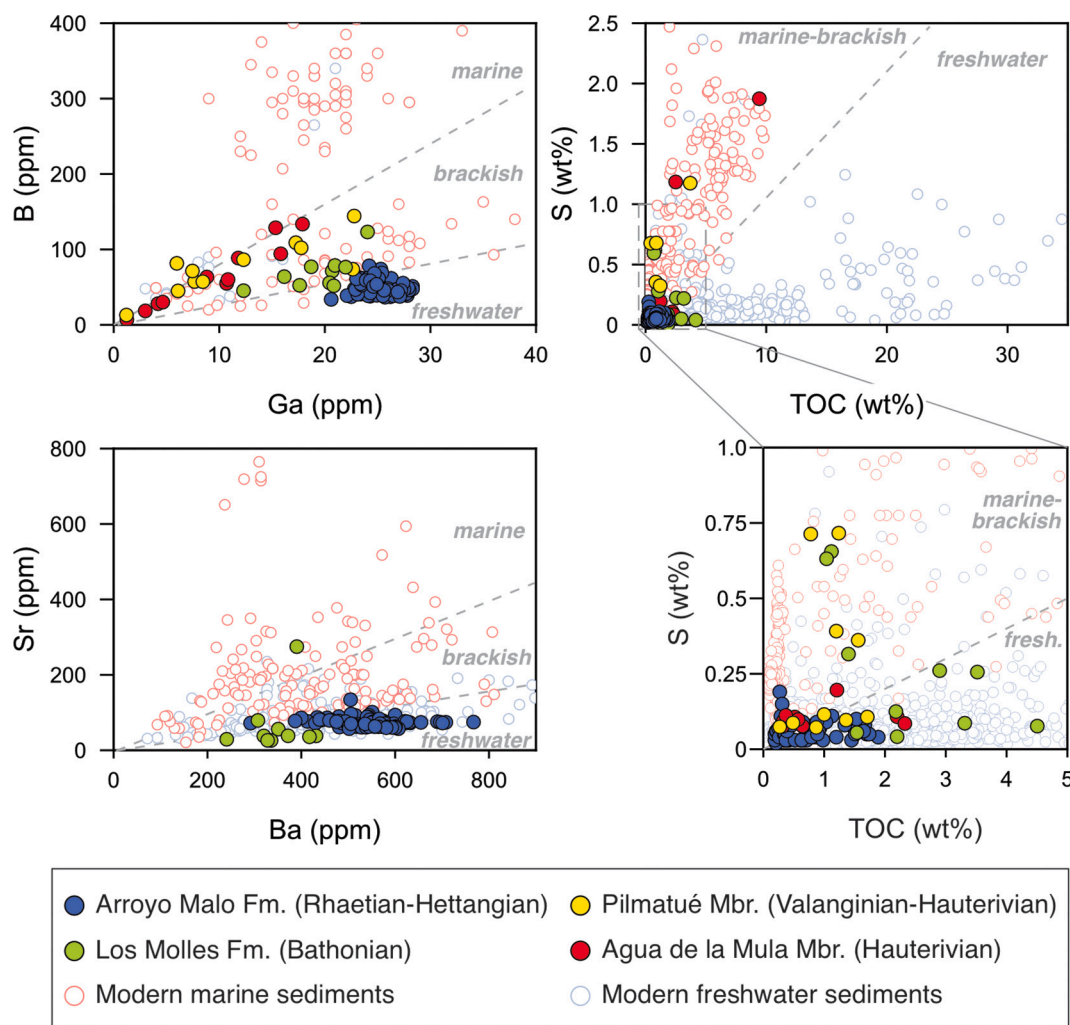 400
300
200
100
0
B (ppm)
marine
brackish
freshwater
0 10 20 30 40
Ga (ppm)
2.5
2.0
1.5
1.0
0.5
0
S (wt%)
marine-brackish
freshwater
0 10 20 30
TOC (wt%)
800
600
400
200
0
Sr (ppm)
marine
brackish
freshwater
0 200 400 600 800
Ba (ppm)
1.0
0.75
0.5
0.25
0
S (wt%)
marine-
brackish
fresh.
0 1 2 3 4 5
TOC (wt%)
Arroyo Malo Fm. (Rhaetian-Hettangian)
Los Molles Fm. (Bathonian)
Modern marine sediments
Pilmatué Mbr. (Valanginian-Hauterivian)
Agua de la Mula Mbr. (Hauterivian)
Modern freshwater sediments